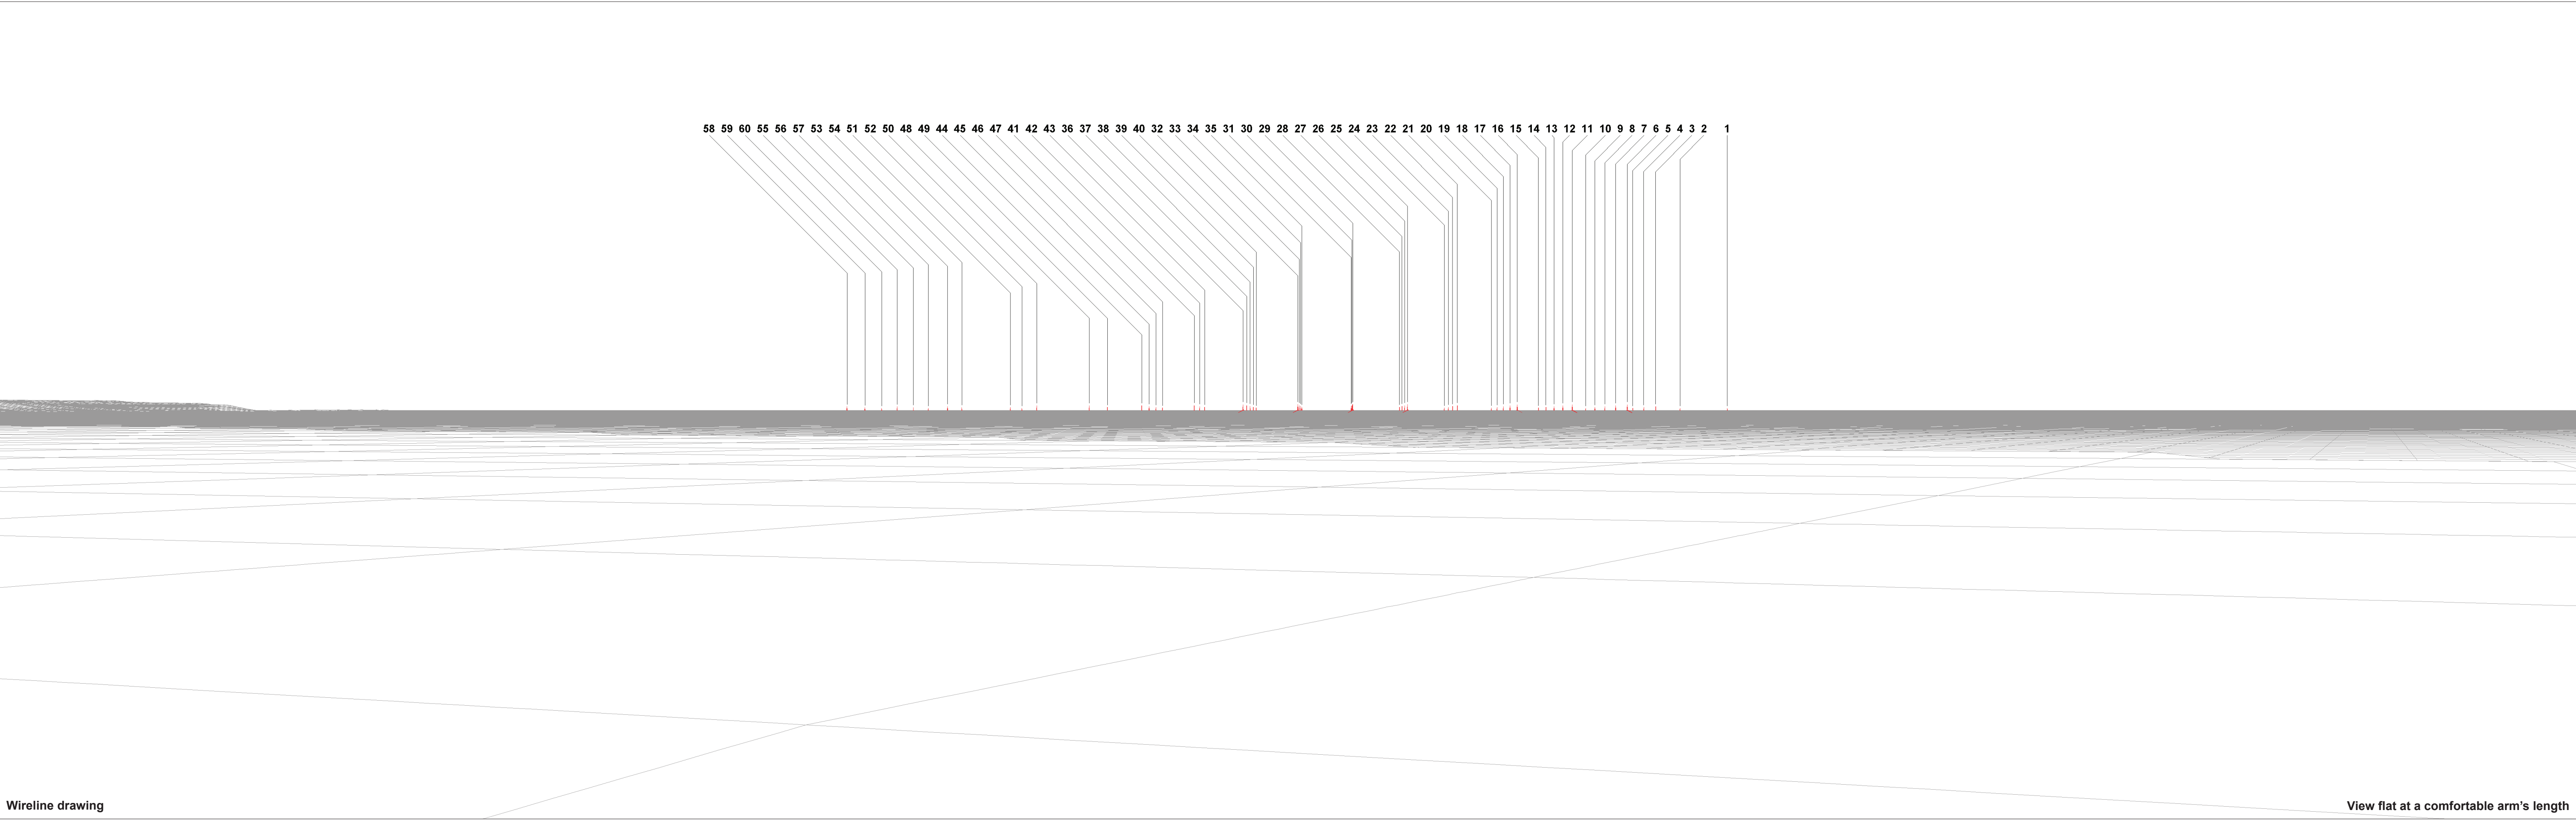 58 59 60 55 56 57 53 54 51 52 50 48 49 44 45 46 47 41 42 43 36 37 38 39 40 32 33 34 35 31 30 29 28 27 26 25 24 23 22 21 20 19 18 17 16 15 14 13 12 11 10 9 8 7 6 5 4 3 2 1
Wireline drawing
View flat at a comfortable arm’s length